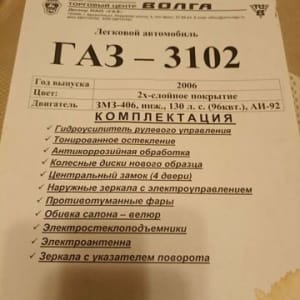 ТОРГОВЫЙ ЦЕНТР ВОЛГА
Легковой автомобиль
ГАЗ – 3102
Год выпуска 2006
Цвет: 2х-слойное покрытие
Двигатель ЗМЗ-406, инж., 130 л. с. (96квт.), АИ-92
КОМПЛЕКТАЦИЯ
✓ Гидроусилитель рулевого управления
✓ Тонированное остекление
✓ Антикоррозийная обработка
✓ Колесные диски нового образца
✓ Центральный замок (4 двери)
✓ Наружные зеркала с электроуправлением
✓ Противотуманные фары
✓ Обивка салона – велюр
✓ Электростеклоподъемники
✓ Электроантенна
✓ Зеркала с указателем поворота